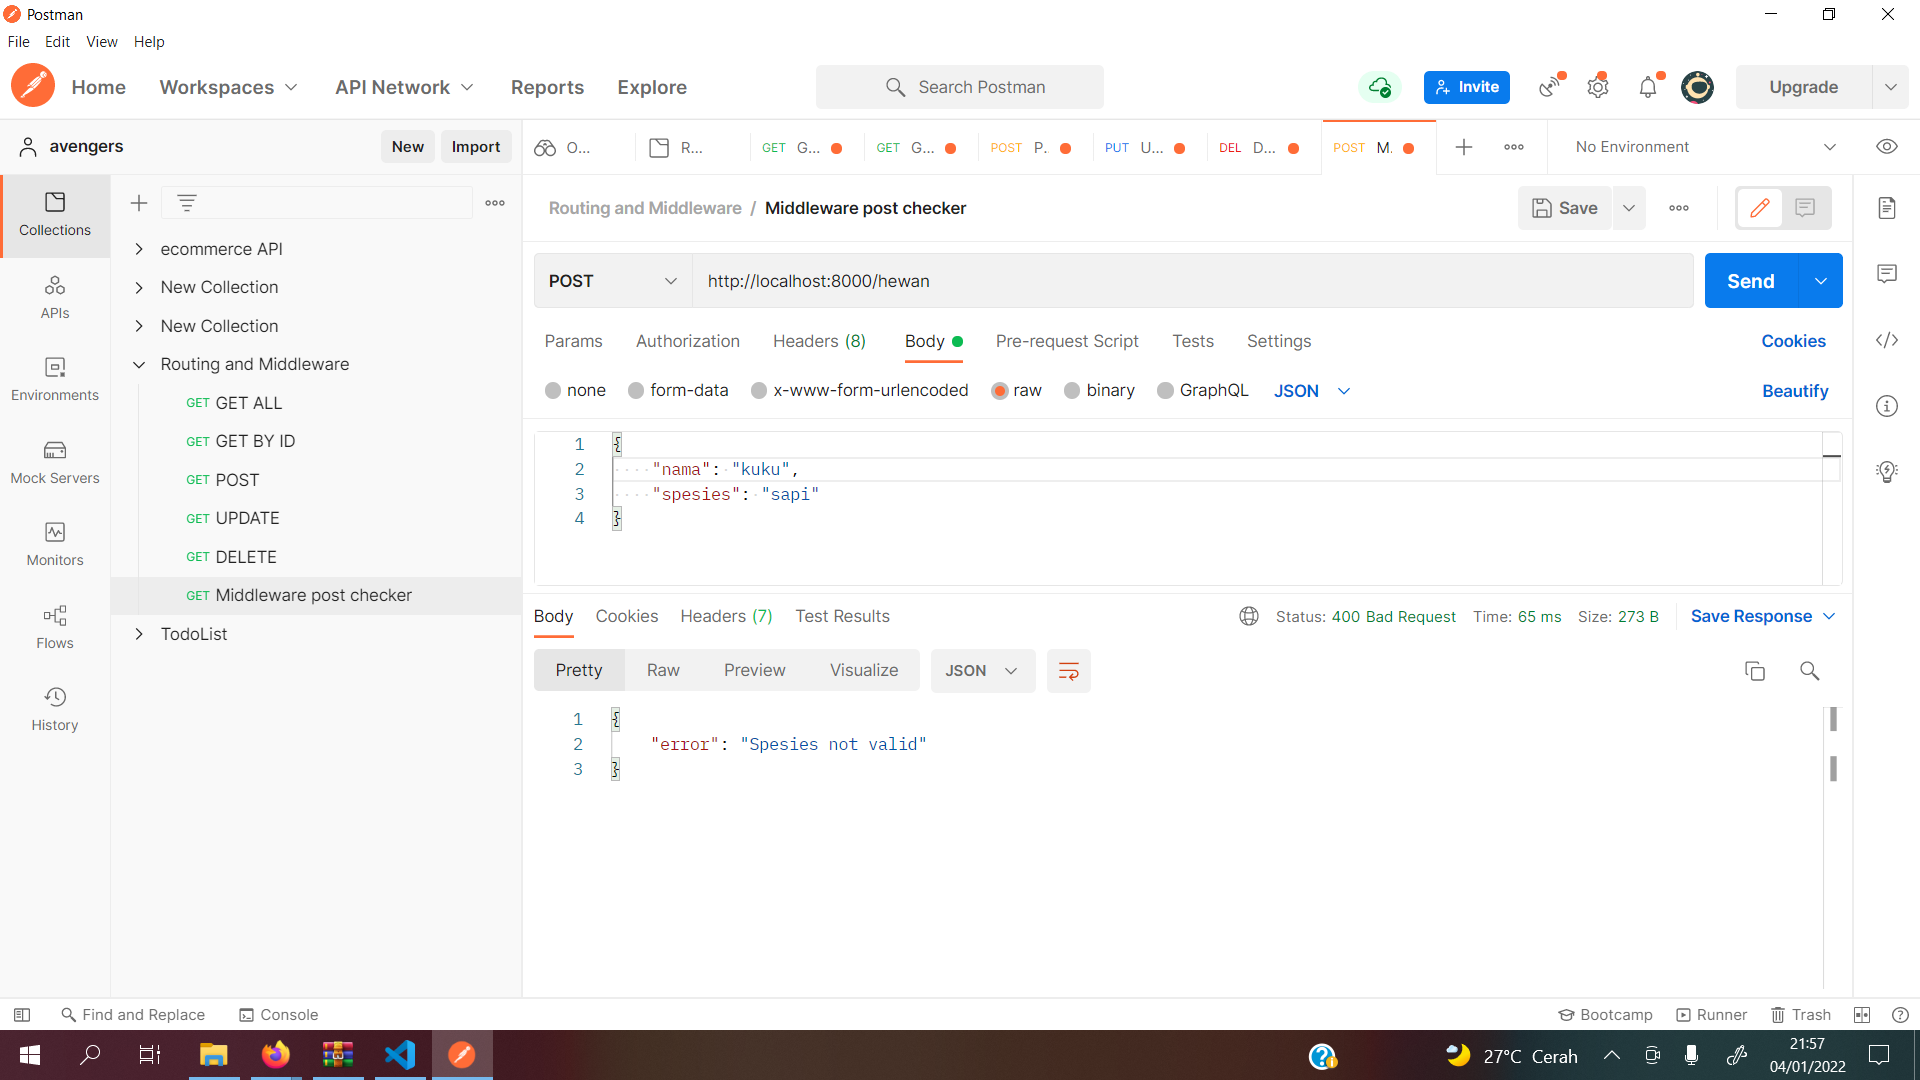 Postman
File Edit View Help
Home Workspaces API Network Reports Explore Search Postman Invite Upgrade
avengers New Import
O... R... GET G... GET G... POST P. PUT U... DEL D... POST M. No Environment
Collections
APIs
Environments
Mock Servers
Monitors
Flows
History
ecommerce API
New Collection
New Collection
Routing and Middleware
GET GET ALL
GET GET BY ID
GET POST
GET UPDATE
GET DELETE
GET Middleware post checker
TodoList
Routing and Middleware / Middleware post checker Save
POST http://localhost:8000/hewan Send
Params Authorization Headers (8) Body Pre-request Script Tests Settings Cookies
none form-data x-www-form-urlencoded raw binary GraphQL JSON Beautify
1 {
2 "nama": "kuku",
3 "spesies": "sapi"
4 }
Body Cookies Headers (7) Test Results Status: 400 Bad Request Time: 65 ms Size: 273 B Save Response
Pretty Raw Preview Visualize JSON
1 {
2 "error": "Spesies not valid"
3 }
Find and Replace Console Bootcamp Runner Trash
27°C Cerah 21:57
04/01/2022